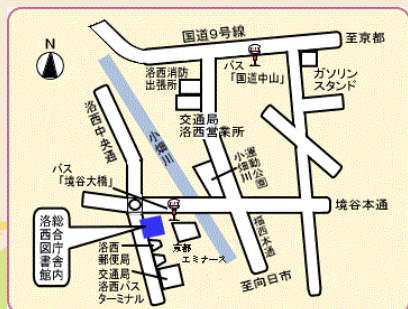 N
国道9号線
至京都
バス
「国道中山」
ガソリン
スタンド
洛西消防
出張所
交通局
洛西営業所
洛西中央通
小畑川
バス
「境谷大橋」
小畑川
運動公園
境谷本通
福西本通
洛西
総合庁舎内
図書館
洛西
郵便局
交通局
洛西バス
ターミナル
京都
エミナース
至向日市